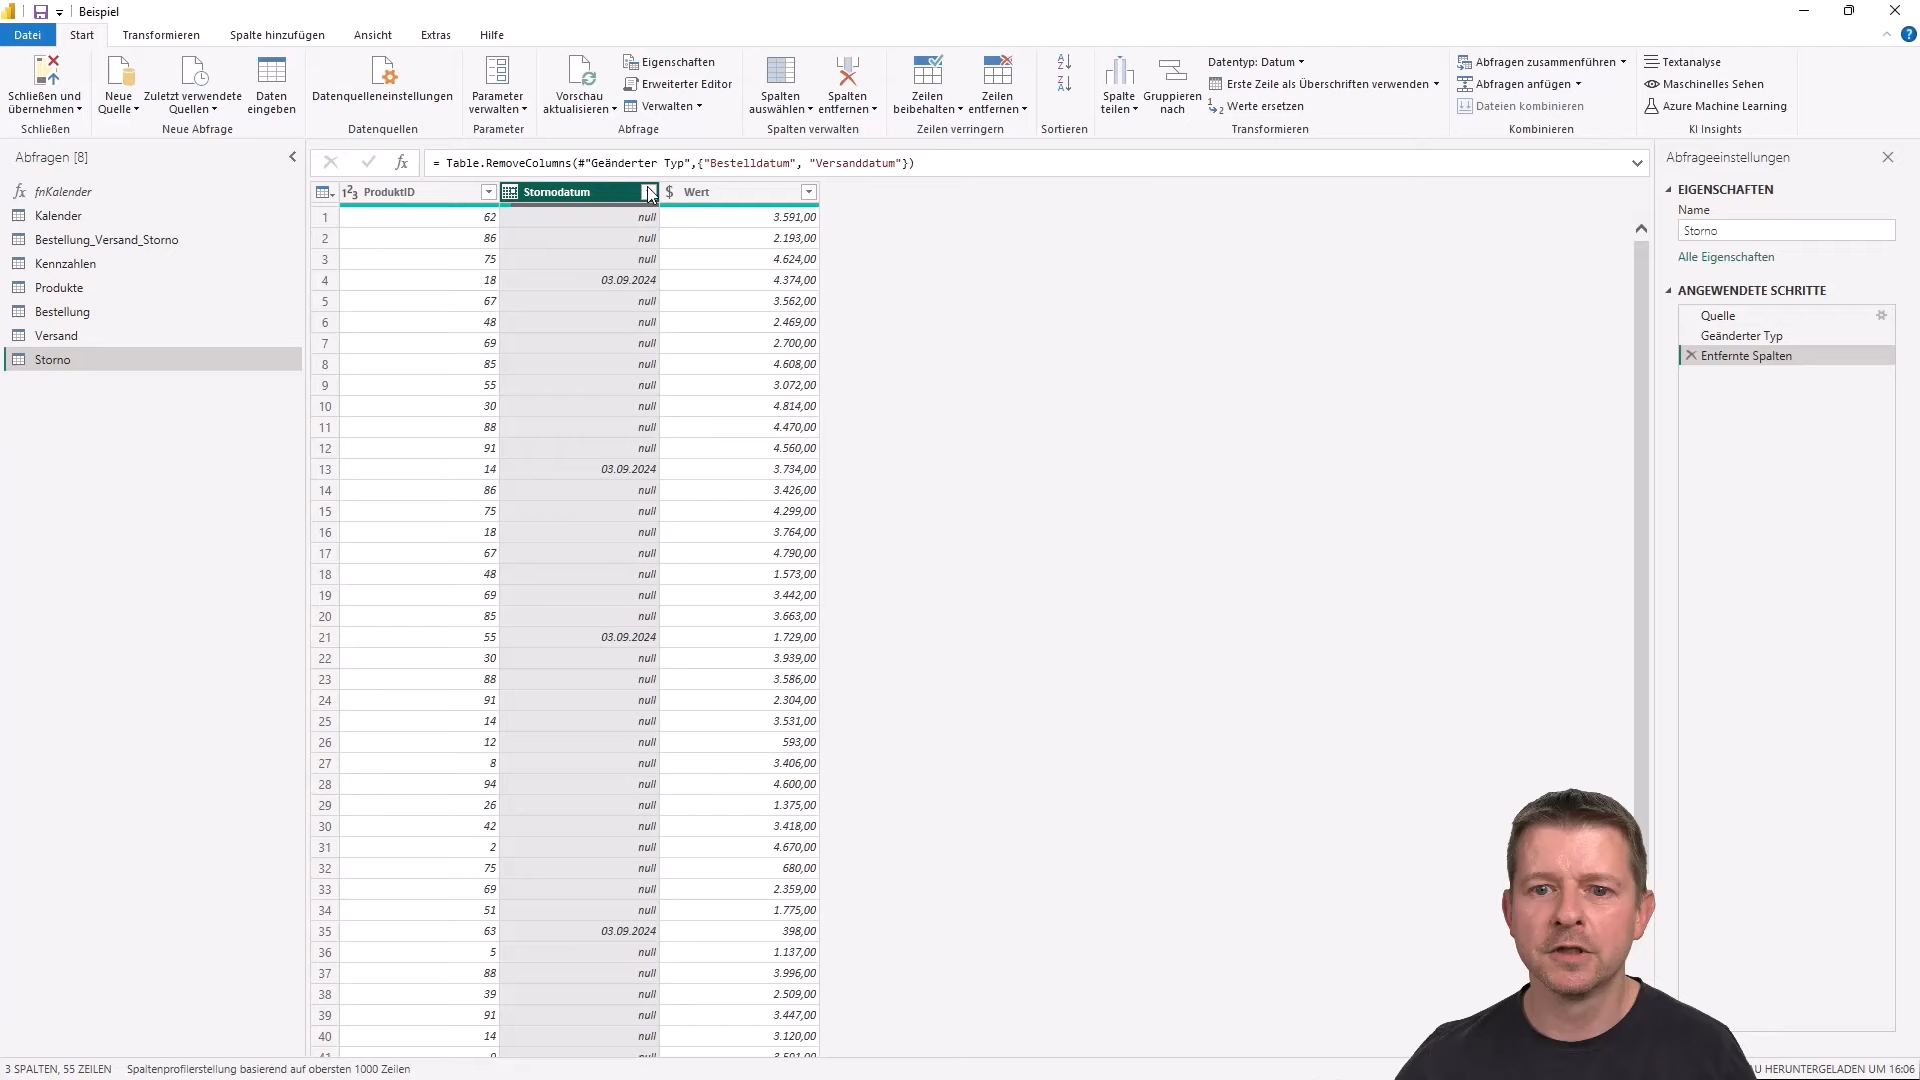 Beispiel
Datei Start Transformieren Spalte hinzufügen Ansicht Extras Hilfe
Schließen und übernehmen
Neue Quelle
Zuletzt verwendete Quellen
Daten eingeben
Datenquelleneinstellungen
Parameter verwalten
Vorschau aktualisieren
Eigenschaften
Erweiterter Editor
Verwalten
Spalten auswählen
Spalten entfernen
Zeilen beibehalten
Zeilen entfernen
Spalte teilen
Gruppieren nach
Datentyp: Datum
Erste Zeile als Überschriften verwenden
Werte ersetzen
Abfragen zusammenführen
Abfragen anfügen
Dateien kombinieren
Textanalyse
Maschinelles Sehen
Azure Machine Learning
Schließen Neue Abfrage Datenquellen Parameter Abfrage Spalten verwalten Zeilen verringern Sortieren Transformieren Kombinieren KI Insights
Abfragen [8]
fx fnKalender
Kalender
Bestellung_Versand_Storno
Kennzahlen
Produkte
Bestellung
Versand
Storno
fx = Table.RemoveColumns(#"Geänderter Typ",{"Bestelldatum", "Versanddatum"})
ProduktID Stornodatum $ Wert
1 62 null 3.591,00
2 86 null 2.193,00
3 75 null 4.624,00
4 18 03.09.2024 4.374,00
5 67 null 3.562,00
6 48 null 2.469,00
7 69 null 2.700,00
8 85 null 4.608,00
9 55 null 3.072,00
10 30 null 4.814,00
11 88 null 4.470,00
12 91 null 4.560,00
13 14 03.09.2024 3.734,00
14 86 null 3.426,00
15 75 null 4.299,00
16 18 null 3.764,00
17 67 null 4.790,00
18 48 null 1.573,00
19 69 null 3.442,00
20 85 null 3.663,00
21 55 03.09.2024 1.729,00
22 30 null 3.939,00
23 88 null 3.586,00
24 91 null 2.304,00
25 14 null 3.531,00
26 12 null 593,00
27 8 null 3.406,00
28 94 null 4.600,00
29 26 null 1.375,00
30 42 null 3.418,00
31 2 null 4.670,00
32 75 null 680,00
33 69 null 2.359,00
34 51 null 1.775,00
35 63 03.09.2024 398,00
36 5 null 1.137,00
37 88 null 3.996,00
38 39 null 2.509,00
39 91 null 3.447,00
40 14 null 3.120,00
Abfrageeinstellungen
EIGENSCHAFTEN
Name
Storno
Alle Eigenschaften
ANGEWENDETE SCHRITTE
Quelle
Geänderter Typ
Entfernte Spalten
3 SPALTEN, 55 ZEILEN Spaltenprofilerstellung basierend auf obersten 1000 Zeilen
HERUNTERGELADEN UM 16:06